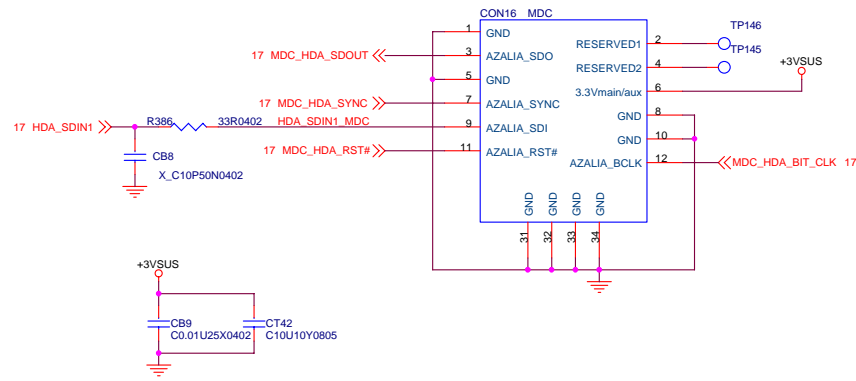 CON16 MDC
1 GND
RESERVED1 2 TP146
17 MDC_HDA_SDOUT 3 AZALIA_SDO
TP145
RESERVED2 4
+3VSUS
5 GND
3.3Vmain/aux 6
17 MDC_HDA_SYNC 7 AZALIA_SYNC
GND 8
17 HDA_SDIN1 R386 33R0402 HDA_SDIN1_MDC 9 AZALIA_SDI
GND 10
17 MDC_HDA_RST# 11 AZALIA_RST#
AZALIA_BCLK 12 MDC_HDA_BIT_CLK 17
CB8
X_C10P50N0402
GND GND GND GND
31 32 33 34
+3VSUS
CB9
C0.01U25X0402
CT42
C10U10Y0805